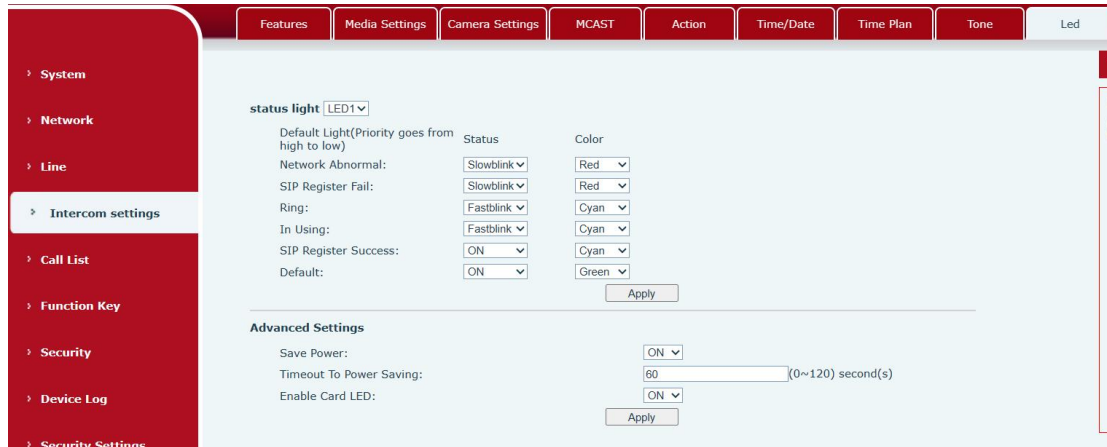 Features Media Settings Camera Settings MCAST Action Time/Date Time Plan Tone Led
› System
› Network
› Line
› Intercom settings
› Call List
› Function Key
› Security
› Device Log
› Security Settings
status light LED1
Default Light(Priority goes from high to low) Status Color
Network Abnormal: Slowblink Red
SIP Register Fail: Slowblink Red
Ring: Fastblink Cyan
In Using: Fastblink Cyan
SIP Register Success: ON Cyan
Default: ON Green
Apply
Advanced Settings
Save Power: ON
Timeout To Power Saving: 60 (0~120) second(s)
Enable Card LED: ON
Apply